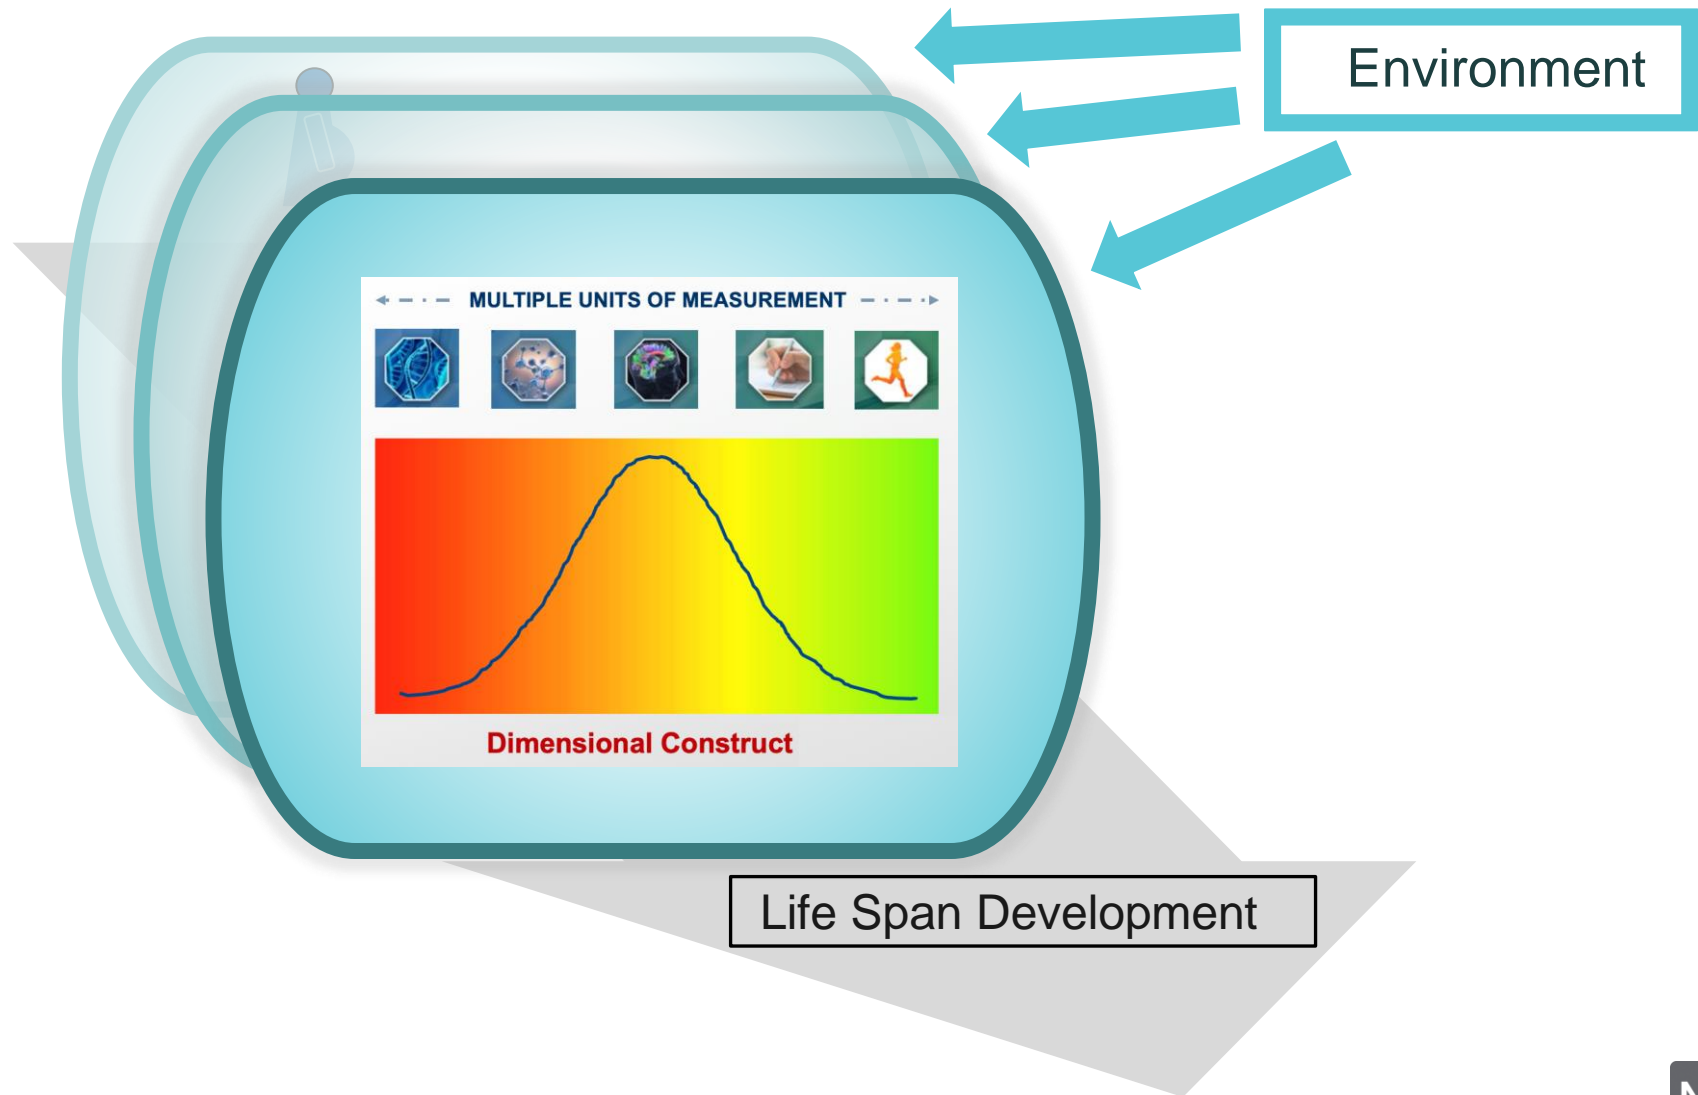 Environment
MULTIPLE UNITS OF MEASUREMENT
Dimensional Construct
Life Span Development